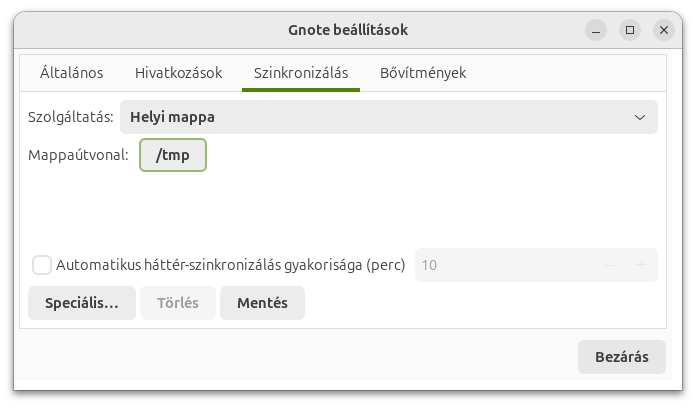 Gnote beállítások
Általános Hivatkozások Szinkronizálás Bővítmények
Szolgáltatás: Helyi mappa
Mappaútvonal: /tmp
Automatikus háttér-szinkronizálás gyakorisága (perc) 10
Speciális… Törlés Mentés
Bezárás